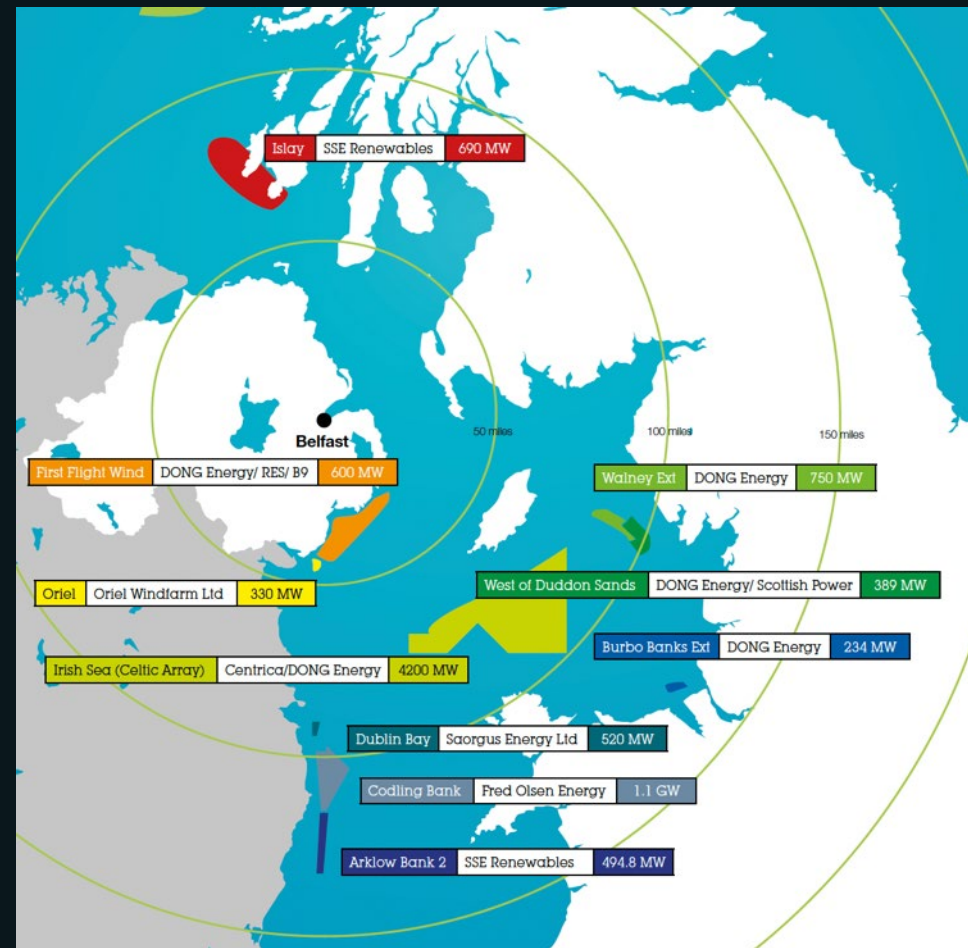 Islay SSE Renewables 690 MW
Belfast
50 miles
100 miles
150 miles
First Flight Wind DONG Energy/ RES/ B9 600 MW
Walney Ext DONG Energy 750 MW
Oriel Oriel Windfarm Ltd 330 MW
West of Duddon Sands DONG Energy/ Scottish Power 389 MW
Irish Sea (Celtic Array) Centrica/DONG Energy 4200 MW
Burbo Banks Ext DONG Energy 234 MW
Dublin Bay Saorgus Energy Ltd 520 MW
Codling Bank Fred Olsen Energy 1.1 GW
Arklow Bank 2 SSE Renewables 494.8 MW